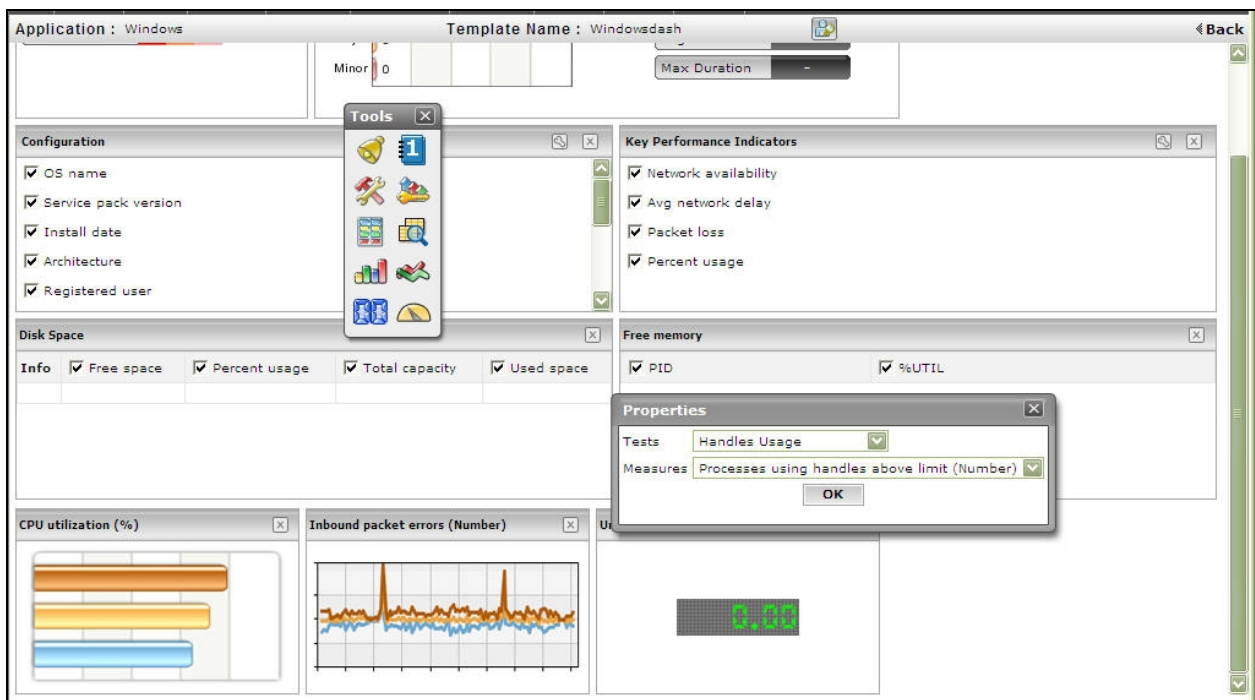 Application : Windows Template Name : Windowsdash Back
Minor 0
Max Duration -
Tools
1
Configuration
Key Performance Indicators
OS name
Service pack version
Install date
Architecture
Registered user
Network availability
Avg network delay
Packet loss
Percent usage
Disk Space
Free memory
Info Free space Percent usage Total capacity Used space
PID %UTIL
Properties
Tests Handles Usage
Measures Processes using handles above limit (Number)
OK
CPU utilization (%)
Inbound packet errors (Number)
0.00